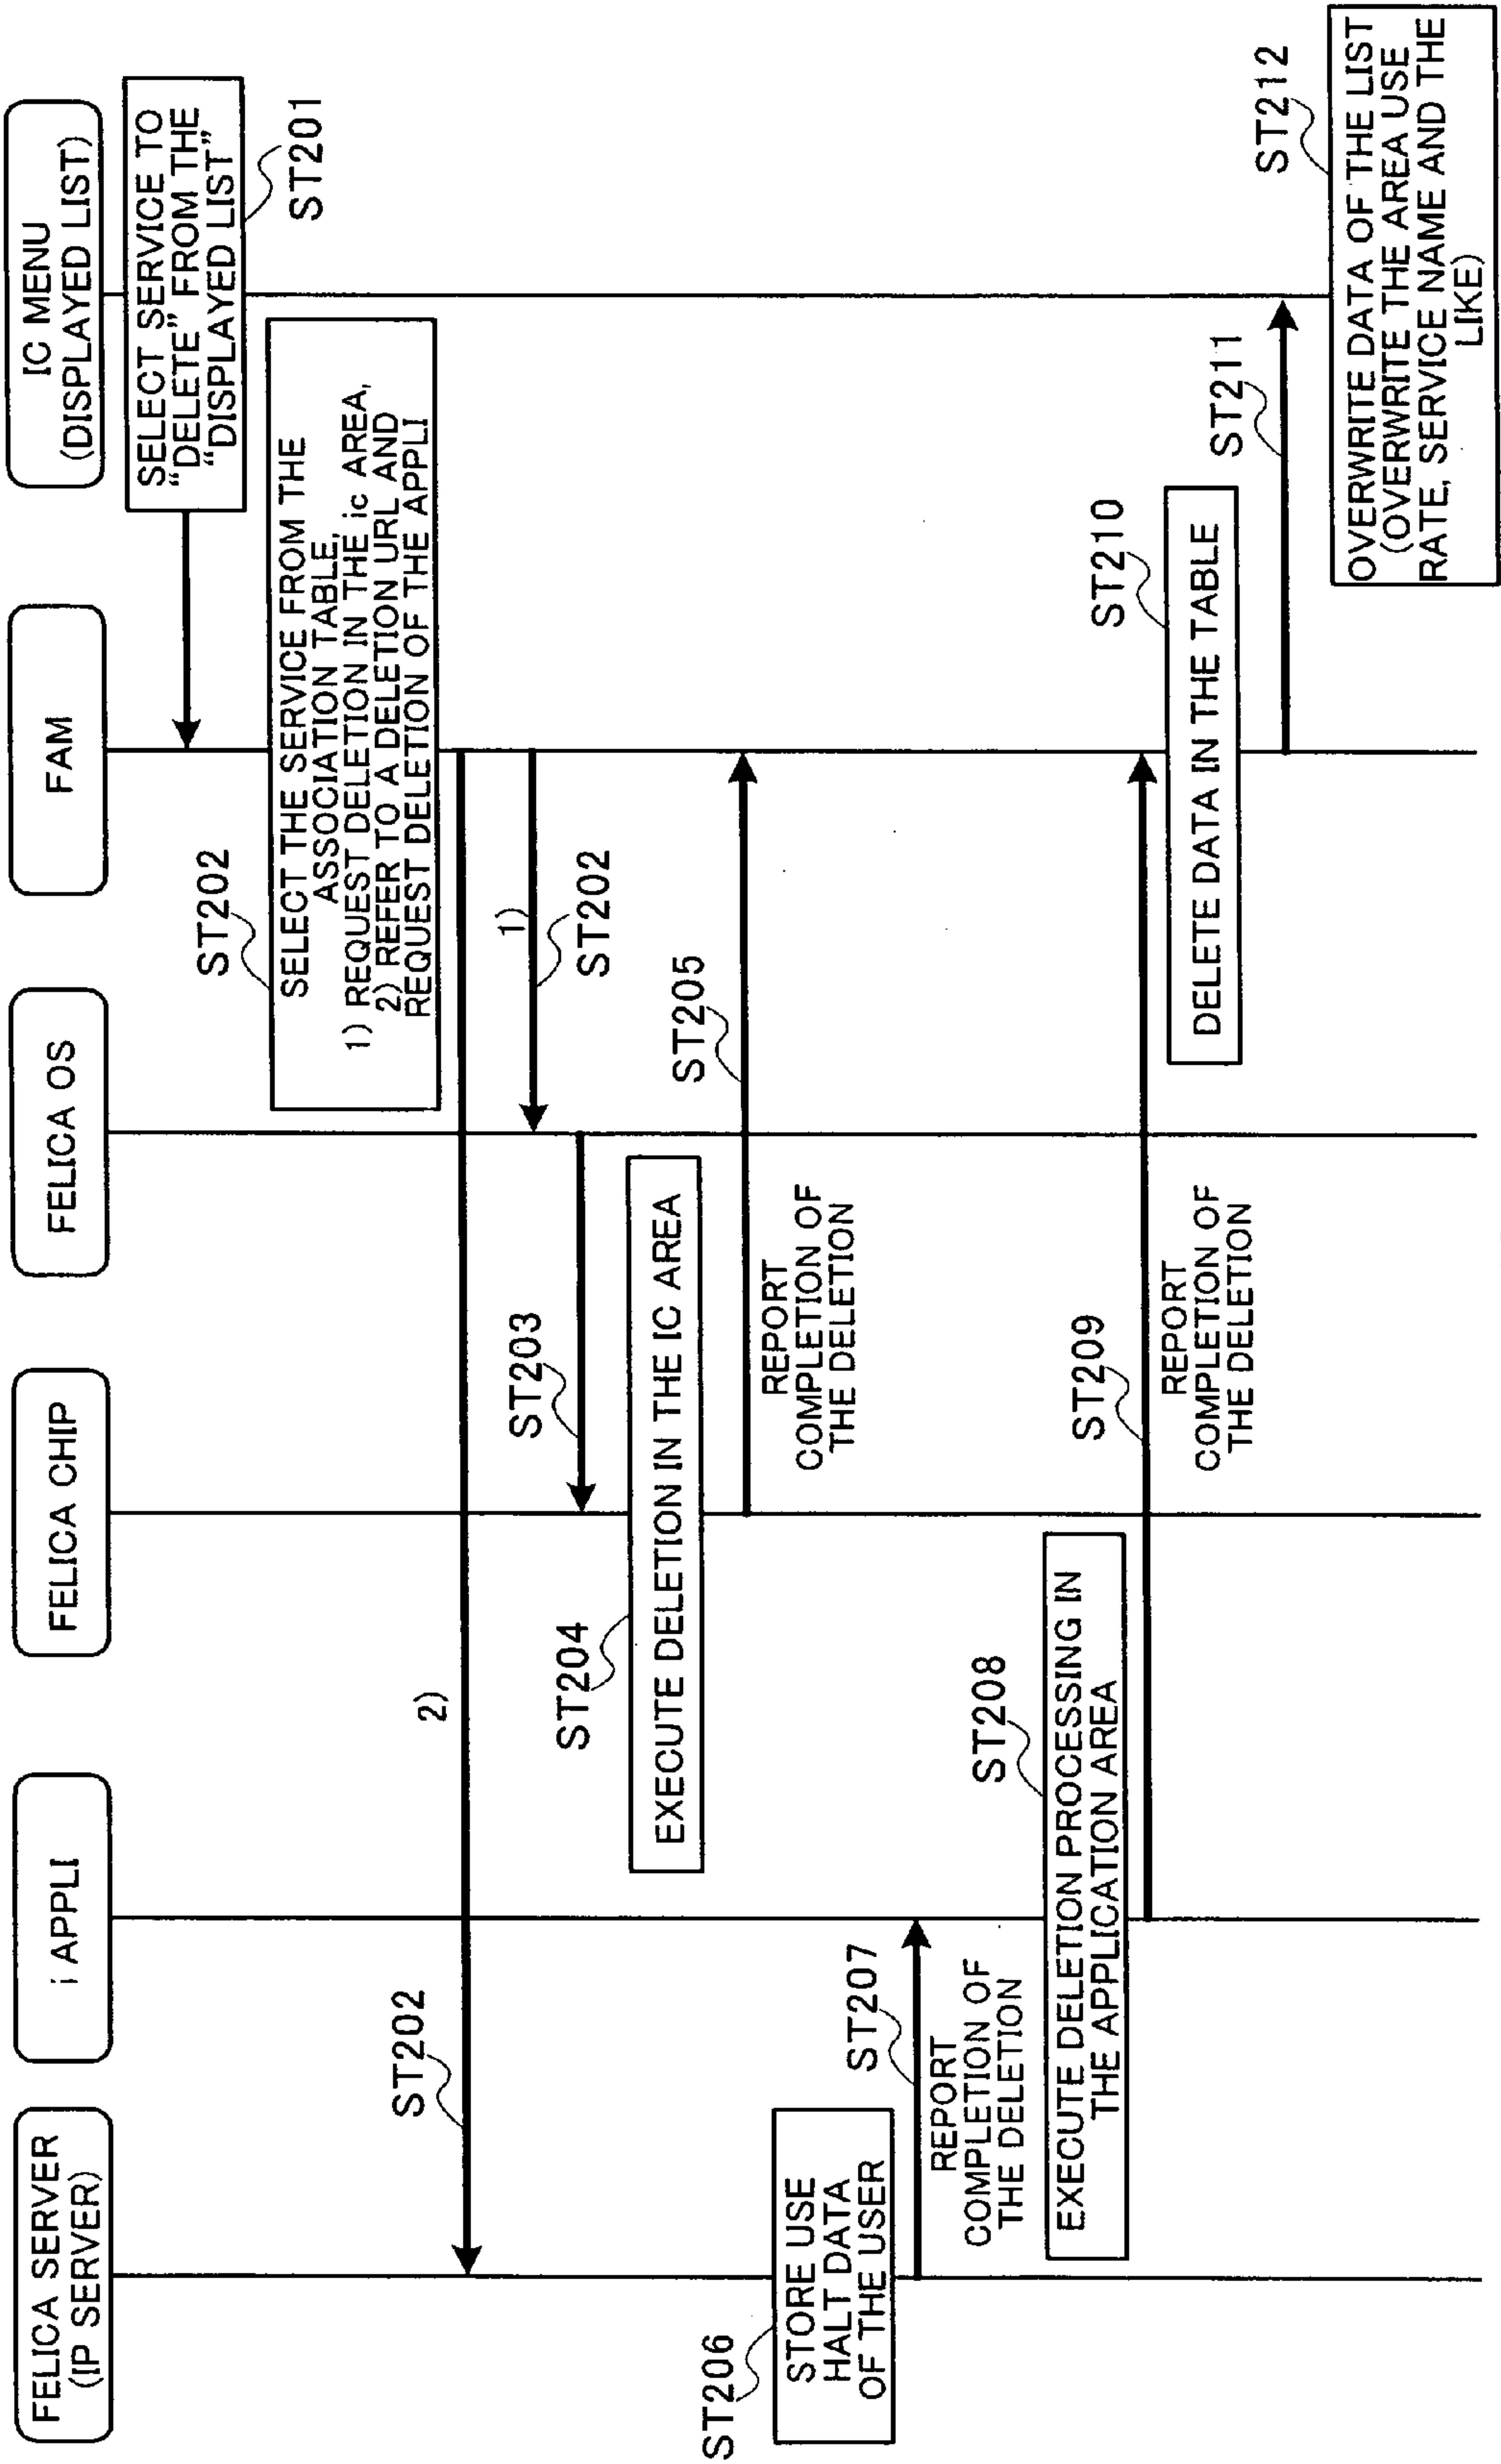 FELICA SERVER
(IP SERVER)
i APPLI
FELICA CHIP
FELICA OS
FAM
IC MENU
(DISPLAYED LIST)
SELECT SERVICE TO
“DELETE” FROM THE
“DISPLAYED LIST”
ST201
ST202
SELECT THE SERVICE FROM THE
ASSOCIATION TABLE,
1) REQUEST DELETION IN THE ic AREA,
2) REFER TO A DELETION URL AND
REQUEST DELETION OF THE APPLI
ST202
2)
1)
ST202
ST203
ST204
EXECUTE DELETION IN THE IC AREA
ST205
REPORT
COMPLETION OF
THE DELETION
ST206
STORE USE
HALT DATA
OF THE USER
ST207
REPORT
COMPLETION OF
THE DELETION
ST208
EXECUTE DELETION PROCESSING IN
THE APPLICATION AREA
ST209
REPORT
COMPLETION OF
THE DELETION
ST210
DELETE DATA IN THE TABLE
ST211
ST212
OVERWRITE DATA OF THE LIST
(OVERWRITE THE AREA USE
RATE, SERVICE NAME AND THE
LIKE)